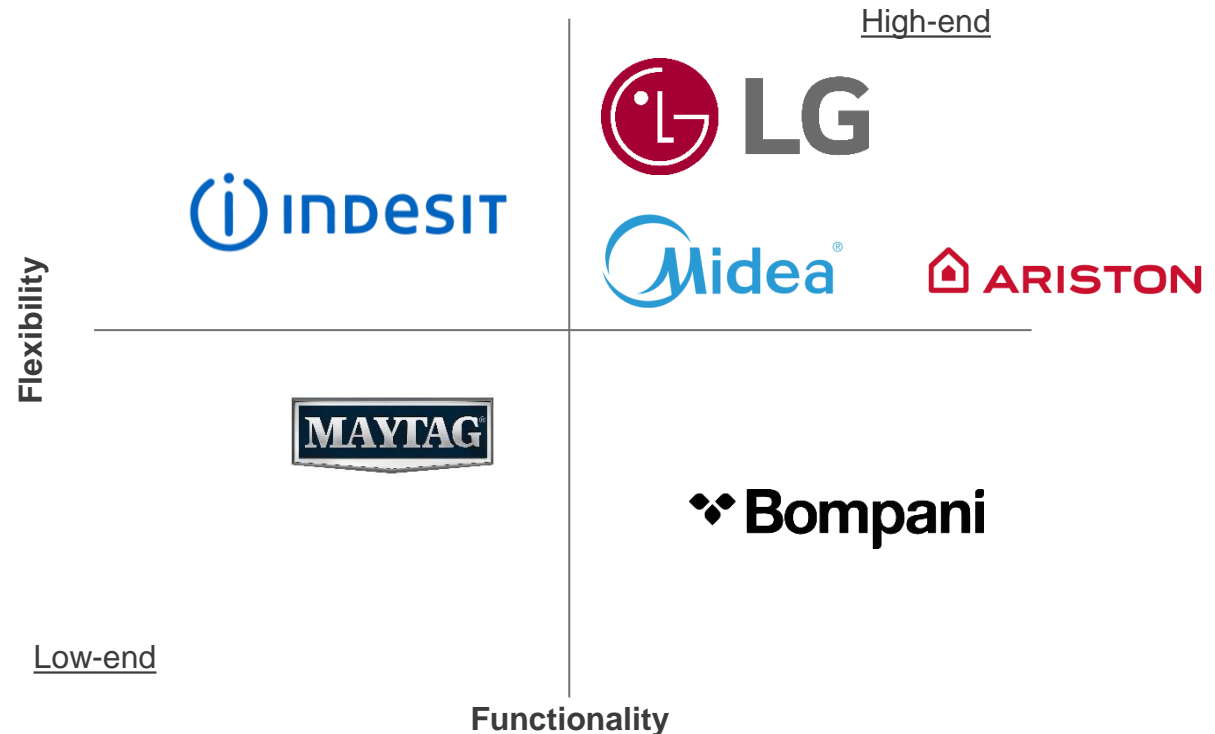 High-end
LG
INDESIT
Midea®
ARISTON
Flexibility
MAYTAG®
Bompani
Low-end
Functionality